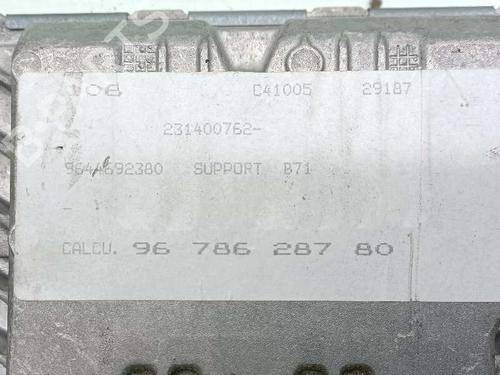 C41005 29187
231400762-
9644692380 SUPPORT B71
-
CALCU. 96 786 287 80